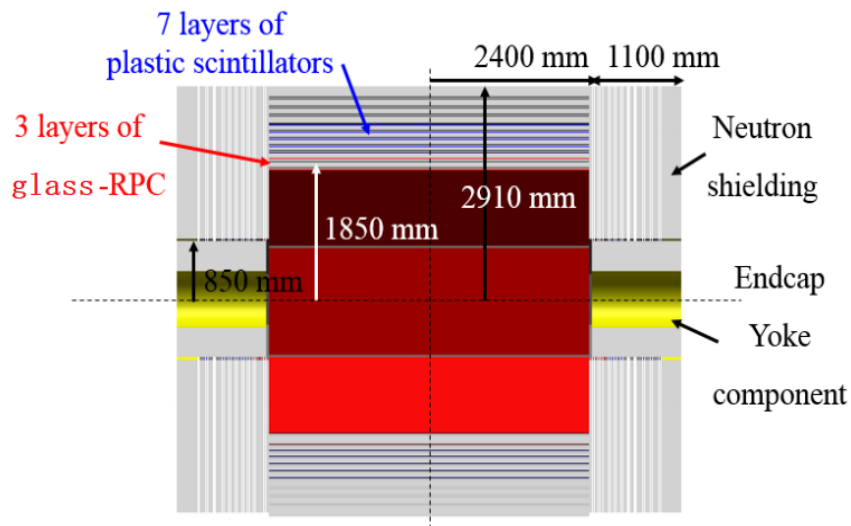 7 layers of
plastic scintillators
2400 mm
1100 mm
3 layers of
glass-RPC
Neutron
shielding
2910 mm
1850 mm
850 mm
Endcap
Yoke
component